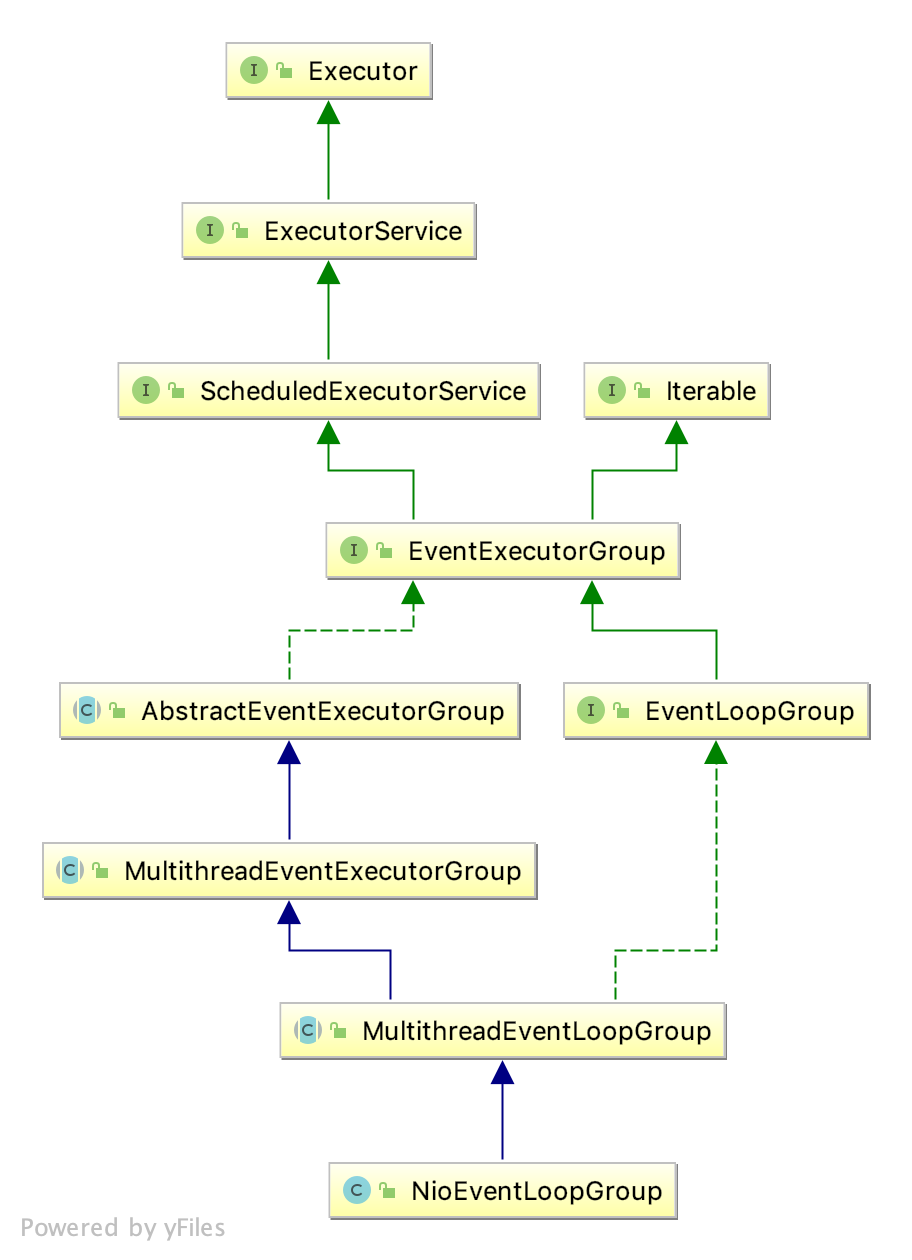 I Executor
I ExecutorService
I ScheduledExecutorService
I Iterable
I EventExecutorGroup
C AbstractEventExecutorGroup
I EventLoopGroup
C MultithreadEventExecutorGroup
C MultithreadEventLoopGroup
C NioEventLoopGroup
Powered by yFiles